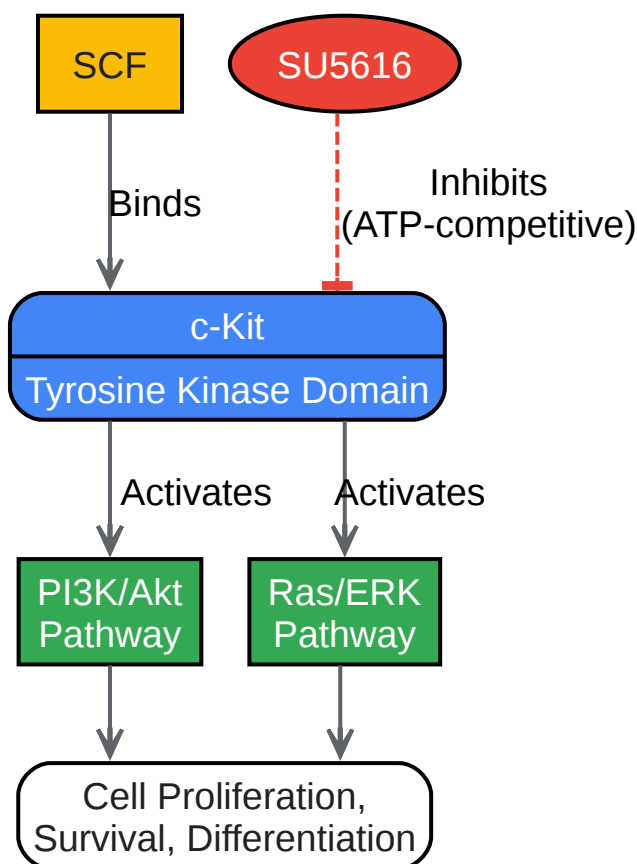 SCF
SU5616
Binds
Inhibits
(ATP-competitive)
c-Kit
Tyrosine Kinase Domain
Activates
Activates
PI3K/Akt
Pathway
Ras/ERK
Pathway
Cell Proliferation,
Survival, Differentiation